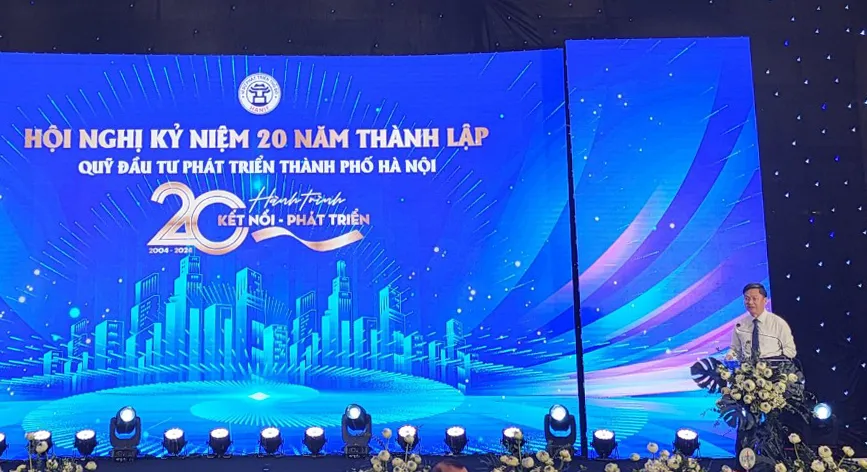 HỘI NGHỊ KỶ NIỆM 20 NĂM THÀNH LẬP
QUỸ ĐẦU TƯ PHÁT TRIỂN THÀNH PHỐ HÀ NỘI
20
Hành trình
KẾT NỐI - PHÁT TRIỂN
2004 - 2024